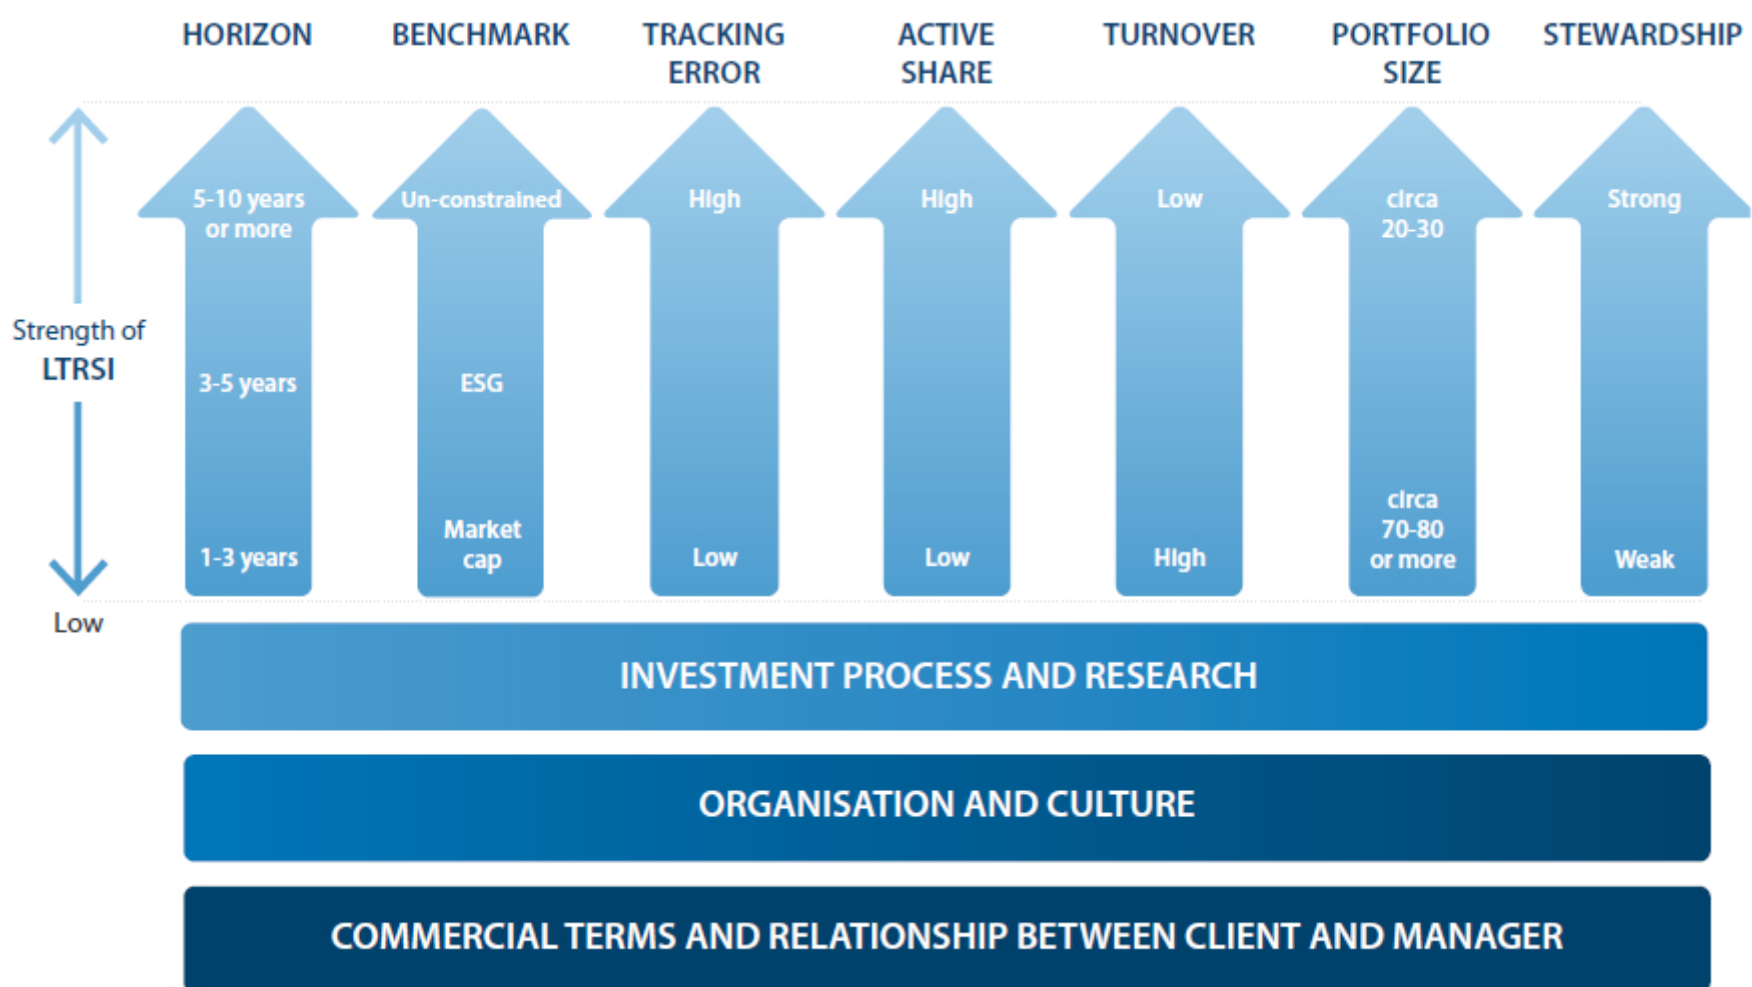 HORIZON
BENCHMARK
TRACKING
ERROR
ACTIVE
SHARE
TURNOVER
PORTFOLIO
SIZE
STEWARDSHIP
Strength of
LTRSI
Low
5-10 years
or more
3-5 years
1-3 years
Un-constrained
ESG
Market
cap
High
Low
High
Low
Low
High
circa
20-30
circa
70-80
or more
Strong
Weak
INVESTMENT PROCESS AND RESEARCH
ORGANISATION AND CULTURE
COMMERCIAL TERMS AND RELATIONSHIP BETWEEN CLIENT AND MANAGER